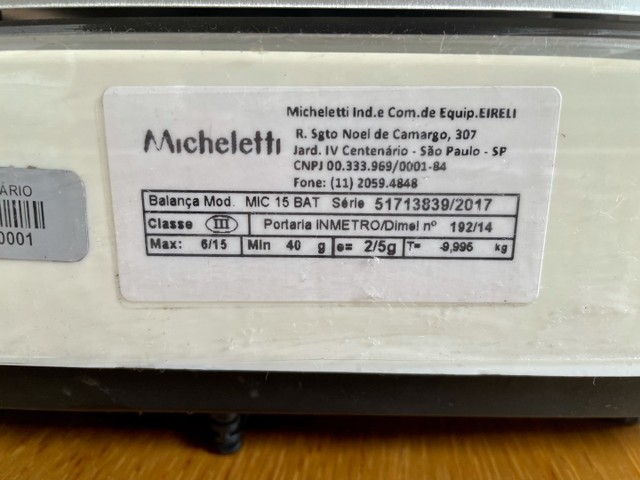 Micheletti Ind.e Com.de Equip.EIRELI
Micheletti
R. Sgto Noel de Camargo, 307
Jard. IV Centenário - São Paulo - SP
CNPJ 00.333.969/0001-84
Fone: (11) 2059.4848
Balança Mod. MIC 15 BAT Série 51713839/2017
Classe III Portaria INMETRO/Dimel nº 192/14
Max: 6/15 Min 40 g e= 2/5g T= -9,995 kg
ÁRIO
0001